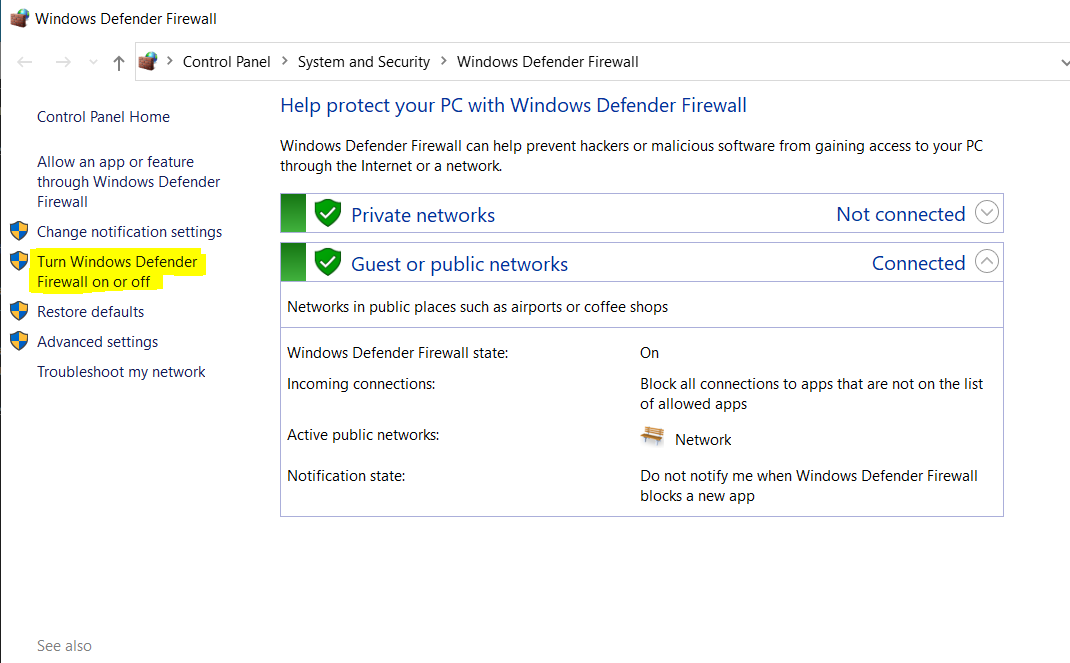 Windows Defender Firewall
Control Panel > System and Security > Windows Defender Firewall
Control Panel Home
Allow an app or feature
through Windows Defender
Firewall
Change notification settings
Turn Windows Defender
Firewall on or off
Restore defaults
Advanced settings
Troubleshoot my network
See also
Help protect your PC with Windows Defender Firewall
Windows Defender Firewall can help prevent hackers or malicious software from gaining access to your PC
through the Internet or a network.
Private networks Not connected
Guest or public networks Connected
Networks in public places such as airports or coffee shops
Windows Defender Firewall state: On
Incoming connections: Block all connections to apps that are not on the list
of allowed apps
Active public networks: Network
Notification state: Do not notify me when Windows Defender Firewall
blocks a new app